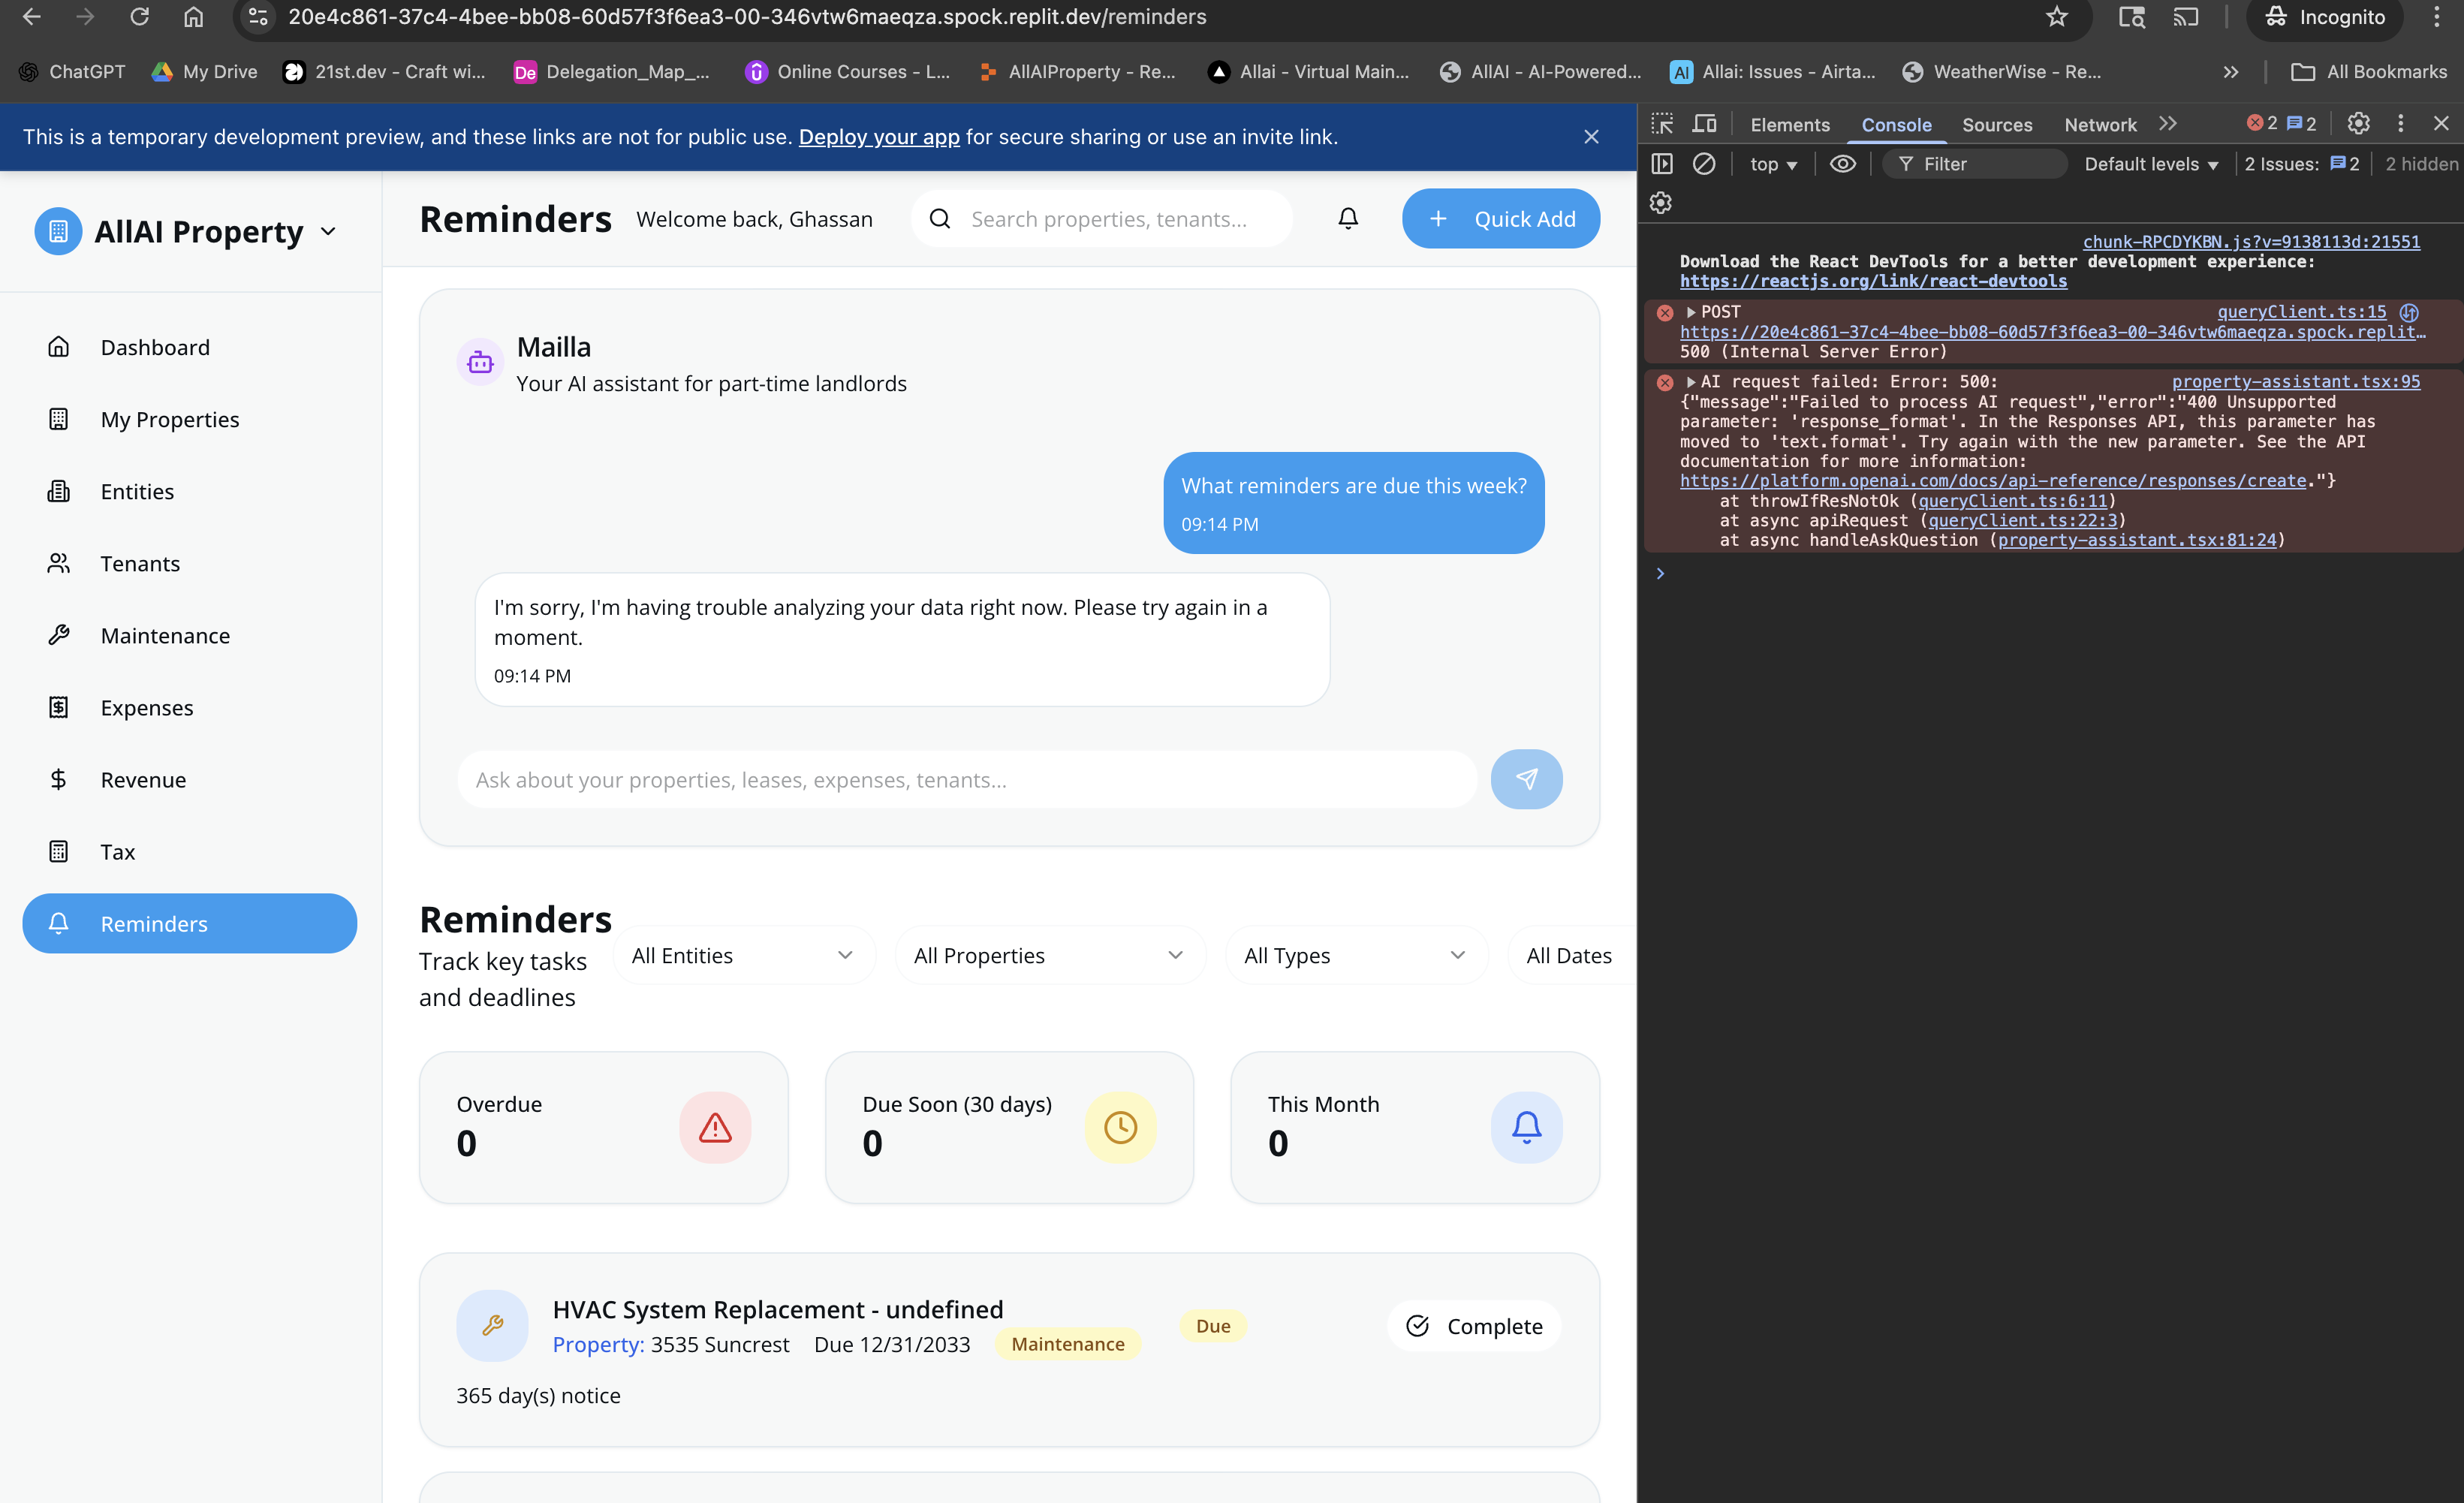 20e4c861-37c4-4bee-bb08-60d57f3f6ea3-00-346vtw6maeqza.spock.replit.dev/reminders
Incognito
ChatGPT
My Drive
21st.dev - Craft wi...
De
Delegation_Map_...
Online Courses - L...
AllAIProperty - Re...
Allai - Virtual Main...
AllAI - AI-Powered...
AI
Allai: Issues - Airta...
WeatherWise - Re...
All Bookmarks
This is a temporary development preview, and these links are not for public use. Deploy your app for secure sharing or use an invite link.
AllAI Property
Dashboard
My Properties
Entities
Tenants
Maintenance
Expenses
Revenue
Tax
Reminders
Reminders
Welcome back, Ghassan
Search properties, tenants...
Quick Add
Mailla
Your AI assistant for part-time landlords
What reminders are due this week?
09:14 PM
I'm sorry, I'm having trouble analyzing your data right now. Please try again in a
moment.
09:14 PM
Ask about your properties, leases, expenses, tenants...
Reminders
Track key tasks
and deadlines
All Entities
All Properties
All Types
All Dates
Overdue
0
Due Soon (30 days)
0
This Month
0
HVAC System Replacement - undefined
Property: 3535 Suncrest
Due 12/31/2033
Maintenance
Due
Complete
365 day(s) notice
Elements
Console
Sources
Network
2
2
top
Filter
Default levels
2 Issues:
2
2 hidden
chunk-RPCDYKBN.js?v=9138113d:21551
Download the React DevTools for a better development experience:
https://reactjs.org/link/react-devtools
POST
queryClient.ts:15
https://20e4c861-37c4-4bee-bb08-60d57f3f6ea3-00-346vtw6maeqza.spock.replit…
500 (Internal Server Error)
AI request failed: Error: 500:
property-assistant.tsx:95
{"message":"Failed to process AI request","error":"400 Unsupported
parameter: 'response_format'. In the Responses API, this parameter has
moved to 'text.format'. Try again with the new parameter. See the API
documentation for more information:
https://platform.openai.com/docs/api-reference/responses/create."}
at throwIfResNotOk (queryClient.ts:6:11)
at async apiRequest (queryClient.ts:22:3)
at async handleAskQuestion (property-assistant.tsx:81:24)